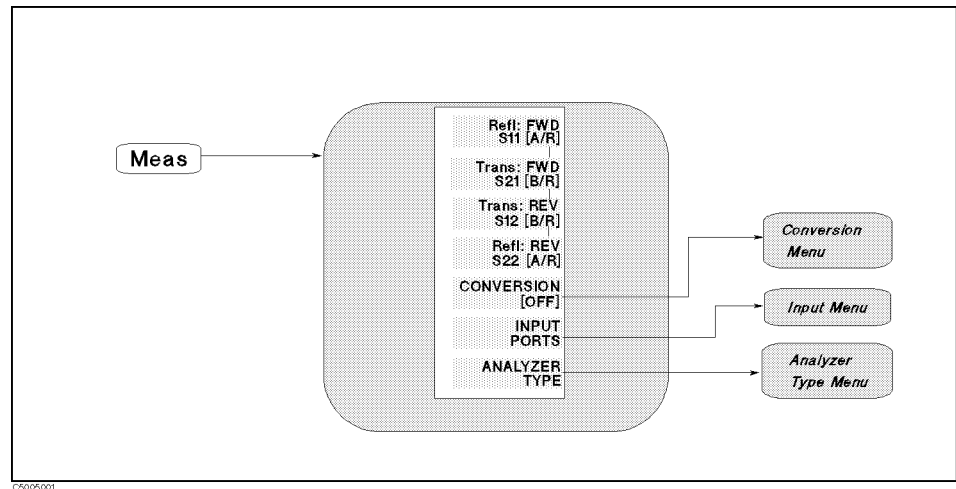 Meas
Refl: FWD
S11 [A/R]
Trans: FWD
S21 [B/R]
Trans: REV
S12 [B/R]
Refl: REV
S22 [A/R]
CONVERSION
[OFF]
INPUT
PORTS
ANALYZER
TYPE
Conversion
Menu
Input Menu
Analyzer
Type Menu
C5005001